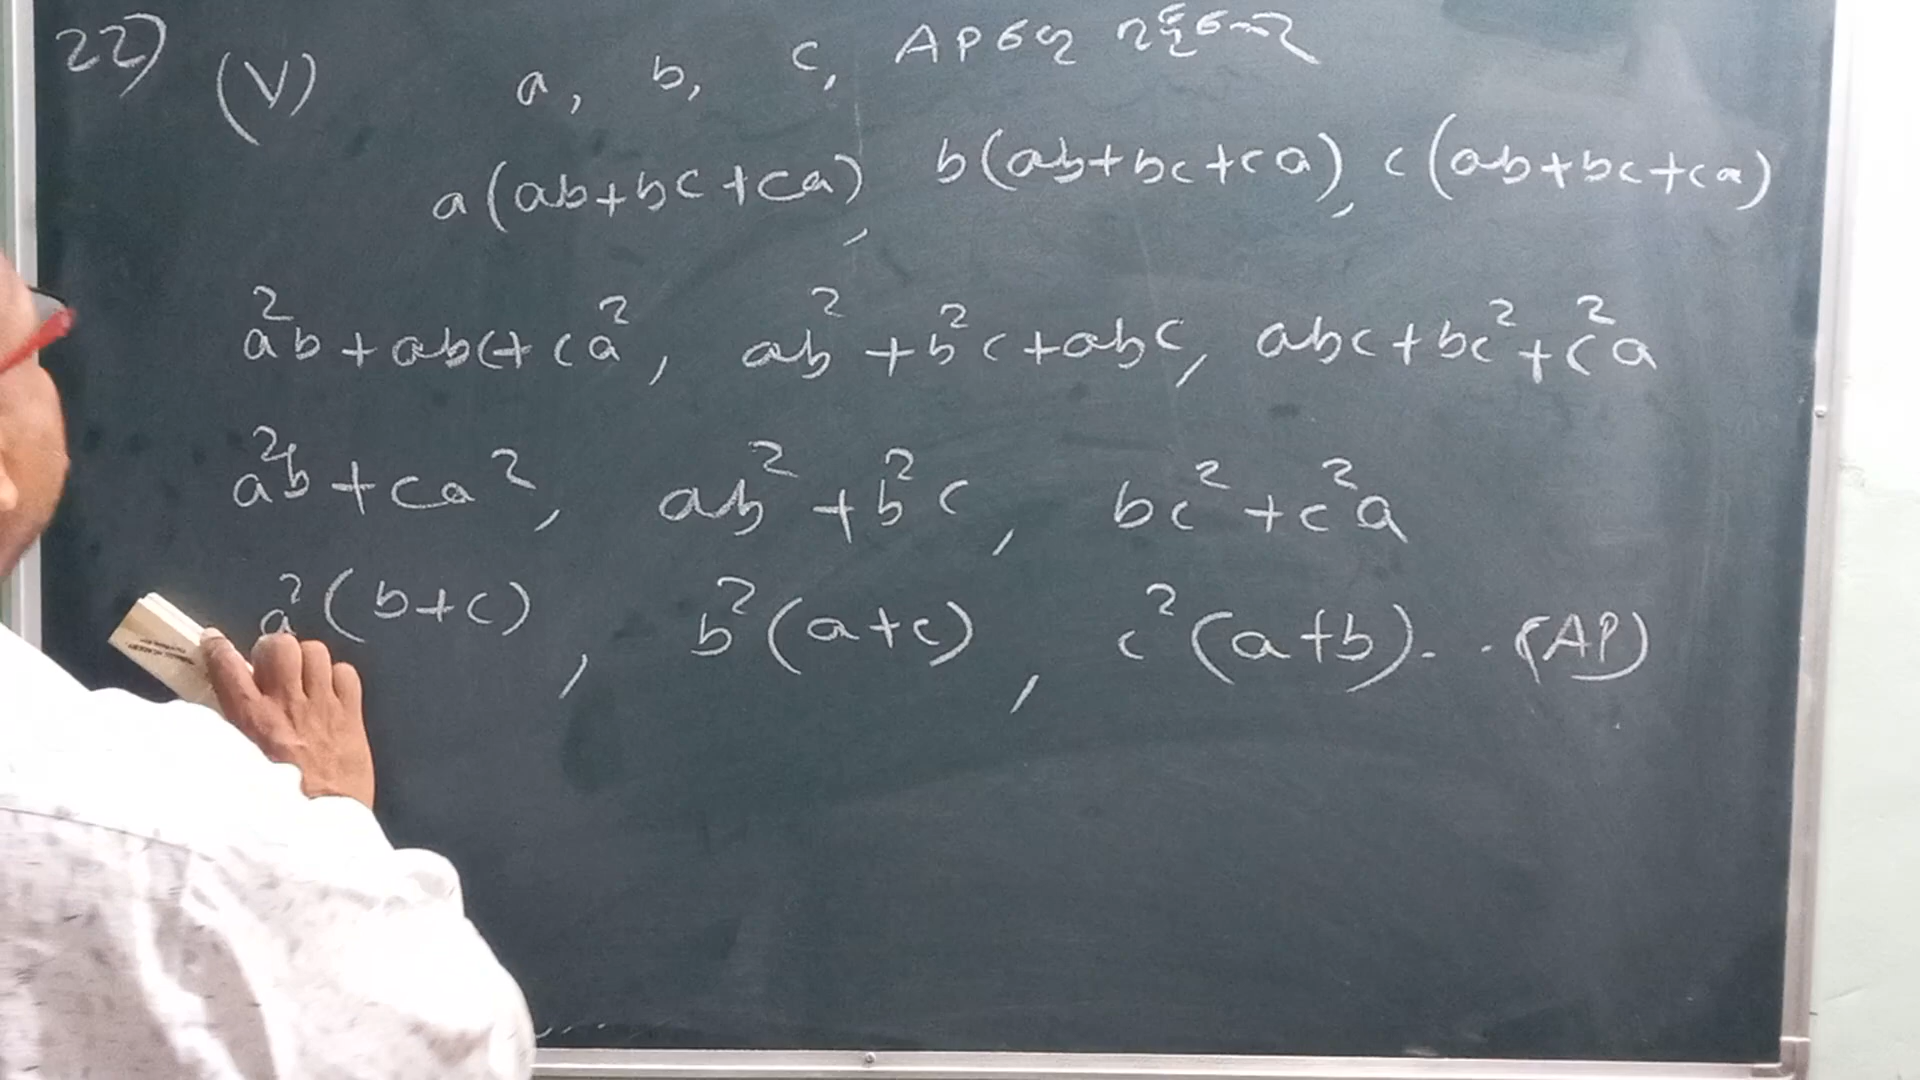 22) (V) a, b, c, AP
a(ab+bc+ca), b(ab+bc+ca), c(ab+bc+ca)
a²b+abc+ca², ab²+b²c+abc, abc+bc²+c²a
a²b+ca², ab²+b²c, bc²+c²a
a²(b+c), b²(a+c), c²(a+b). . (AP)